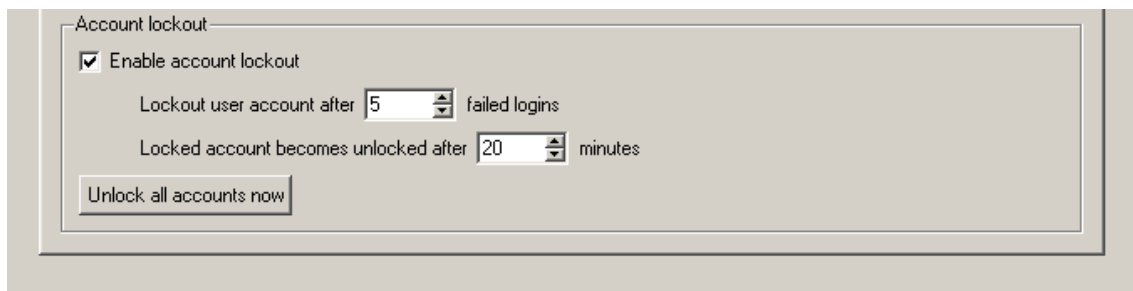 Account lockout
Enable account lockout
Lockout user account after 5 failed logins
Locked account becomes unlocked after 20 minutes
Unlock all accounts now